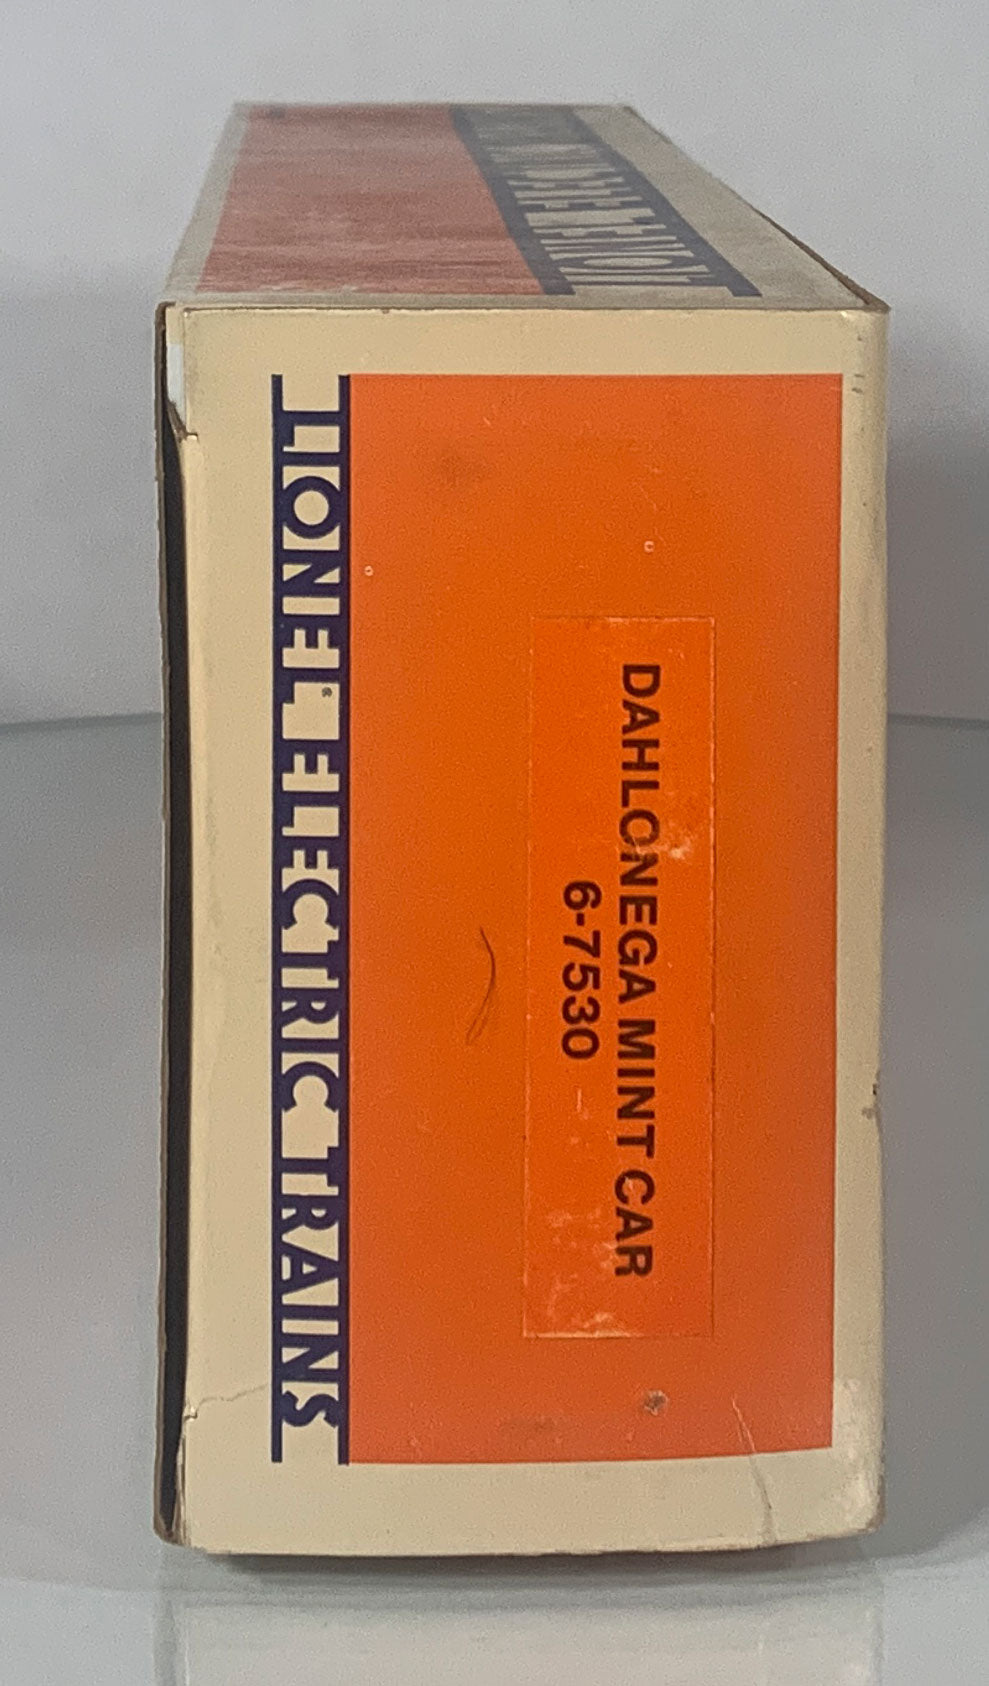 LIONEL® ELECTRIC TRAINS
DAHLONEGA MINT CAR
6-7530